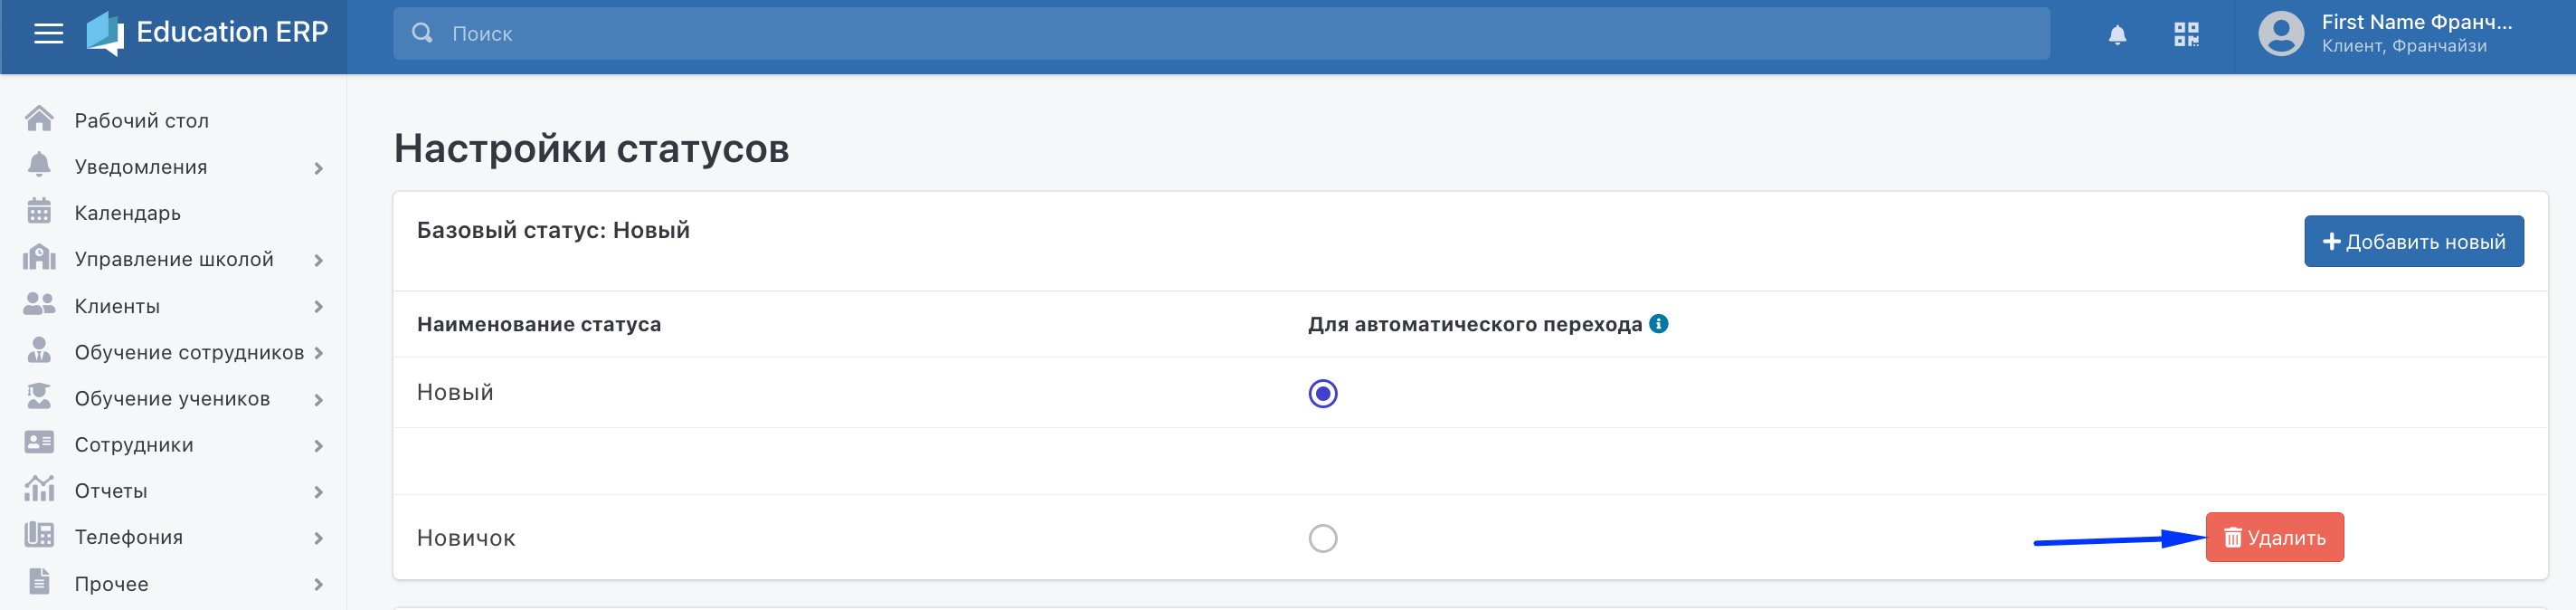 Education ERP
Поиск
First Name Франч...
Клиент, Франчайзи
Рабочий стол
Уведомления
Календарь
Управление школой
Клиенты
Обучение сотрудников
Обучение учеников
Сотрудники
Отчеты
Телефония
Прочее
Настройки статусов
Базовый статус: Новый
Добавить новый
Наименование статуса
Для автоматического перехода
Новый
Новичок
Удалить